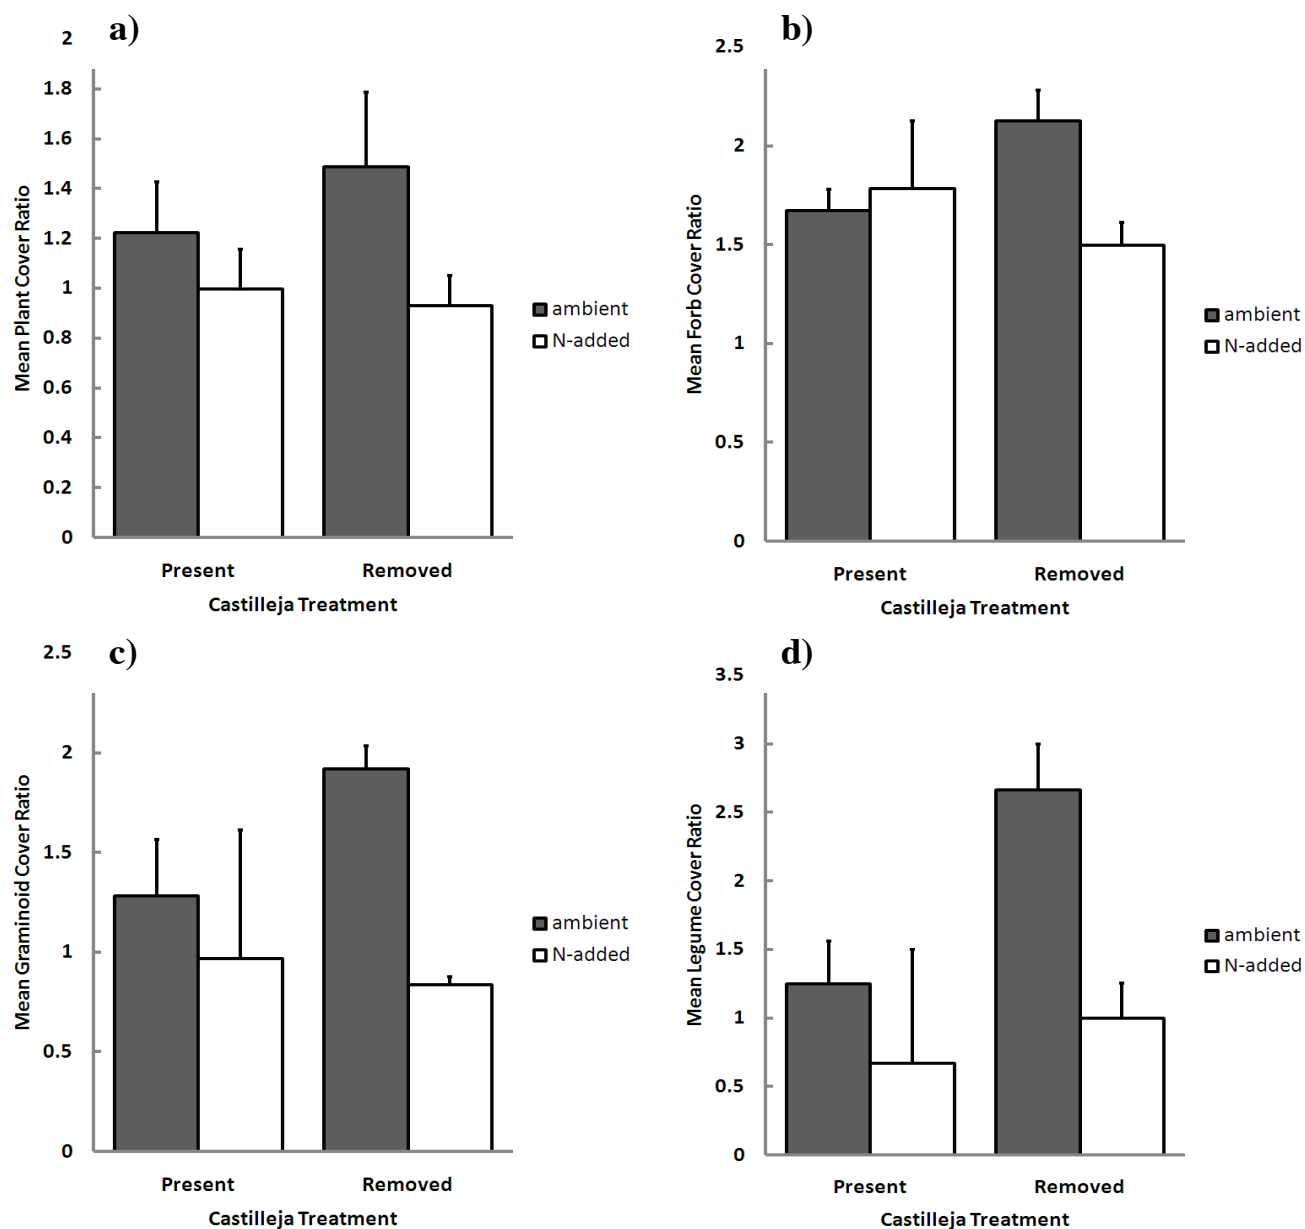 a)
2
1.8
1.6
1.4
1.2
1
0.8
0.6
0.4
0.2
0
Mean Plant Cover Ratio
Present Removed
Castilleja Treatment
ambient
N-added
b)
2.5
2
1.5
1
0.5
0
Mean Forb Cover Ratio
Present Removed
Castilleja Treatment
ambient
N-added
c)
2.5
2
1.5
1
0.5
0
Mean Graminoid Cover Ratio
Present Removed
Castilleja Treatment
ambient
N-added
d)
3.5
3
2.5
2
1.5
1
0.5
0
Mean Legume Cover Ratio
Present Removed
Castilleja Treatment
ambient
N-added